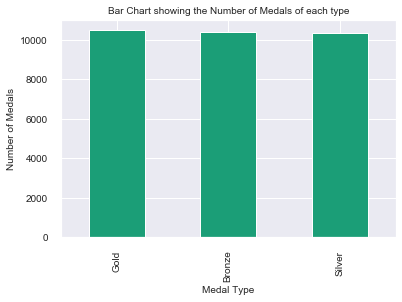 Bar Chart showing the Number of Medals of each type
10000
8000
6000
4000
2000
0
Number of Medals
Gold
Bronze
Silver
Medal Type